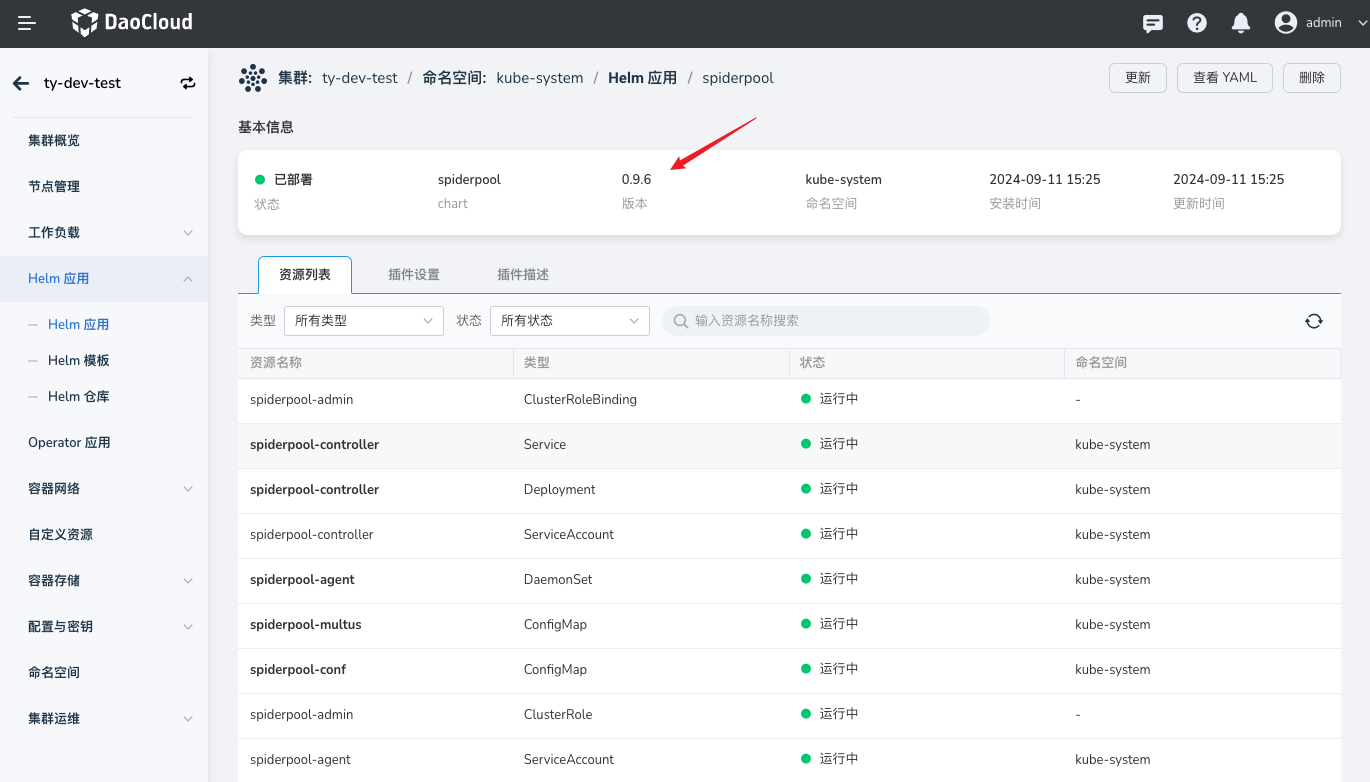 DaoCloud
admin
ty-dev-test
集群: ty-dev-test / 命名空间: kube-system / Helm 应用 / spiderpool
更新
查看 YAML
删除
集群概览
节点管理
工作负载
Helm 应用
Helm 应用
Helm 模板
Helm 仓库
Operator 应用
容器网络
自定义资源
容器存储
配置与密钥
命名空间
集群运维
基本信息
已部署 spiderpool 0.9.6 kube-system 2024-09-11 15:25 2024-09-11 15:25
状态 chart 版本 命名空间 安装时间 更新时间
资源列表 插件设置 插件描述
类型 所有类型 状态 所有状态 输入资源名称搜索
资源名称 类型 状态 命名空间
spiderpool-admin ClusterRoleBinding 运行中 -
spiderpool-controller Service 运行中 kube-system
spiderpool-controller Deployment 运行中 kube-system
spiderpool-controller ServiceAccount 运行中 kube-system
spiderpool-agent DaemonSet 运行中 kube-system
spiderpool-multus ConfigMap 运行中 kube-system
spiderpool-conf ConfigMap 运行中 kube-system
spiderpool-admin ClusterRole 运行中 -
spiderpool-agent ServiceAccount 运行中 kube-system